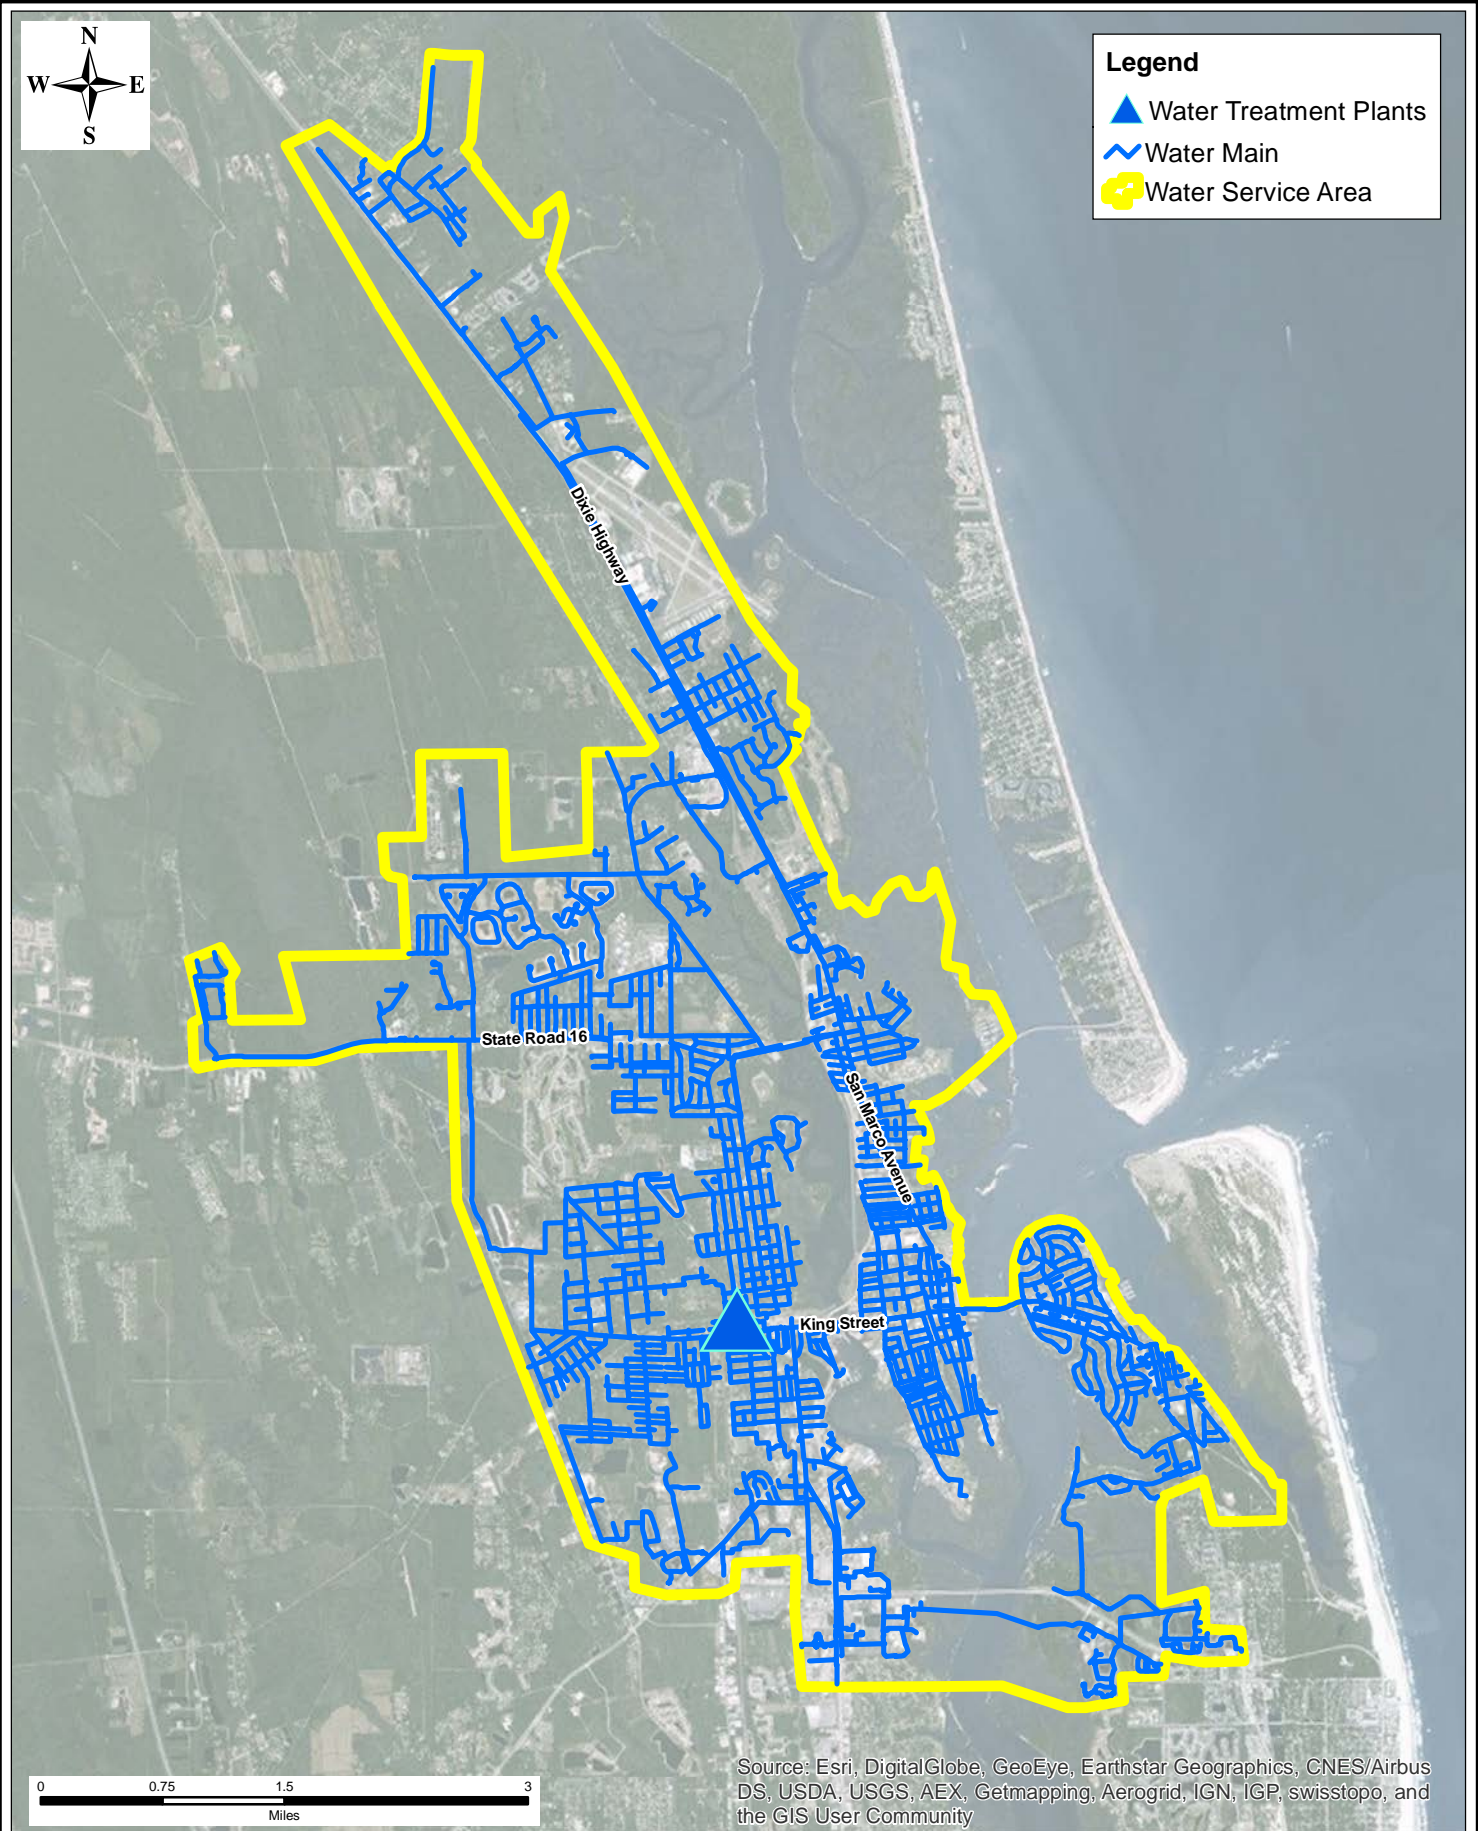 N
W E
S
Legend
Water Treatment Plants
Water Main
Water Service Area
Dixie Highway
State Road 16
San Marco Avenue
King Street
0 0.75 1.5 3
Miles
Source: Esri, DigitalGlobe, GeoEye, Earthstar Geographics, CNES/Airbus
DS, USDA, USGS, AEX, Getmapping, Aerogrid, IGN, IGP, swisstopo, and
the GIS User Community